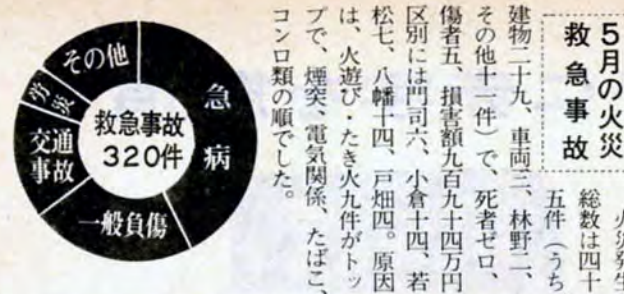 5月の火災
救急事故
火災発生
総数は四十
五件（うち
建物二十九、車両三、林野二、
その他十一件）で、死者ゼロ、
傷者五、損害額九百九十四万円
区別には門司六、小倉十四、若
松七、八幡十四、戸畑四。原因
は、火遊び・たき火九件がトッ
プで、煙突、電気関係、たばこ、
コンロ類の順でした。
救急事故
320件
急病
一般負傷
交通
事故
労災
その他